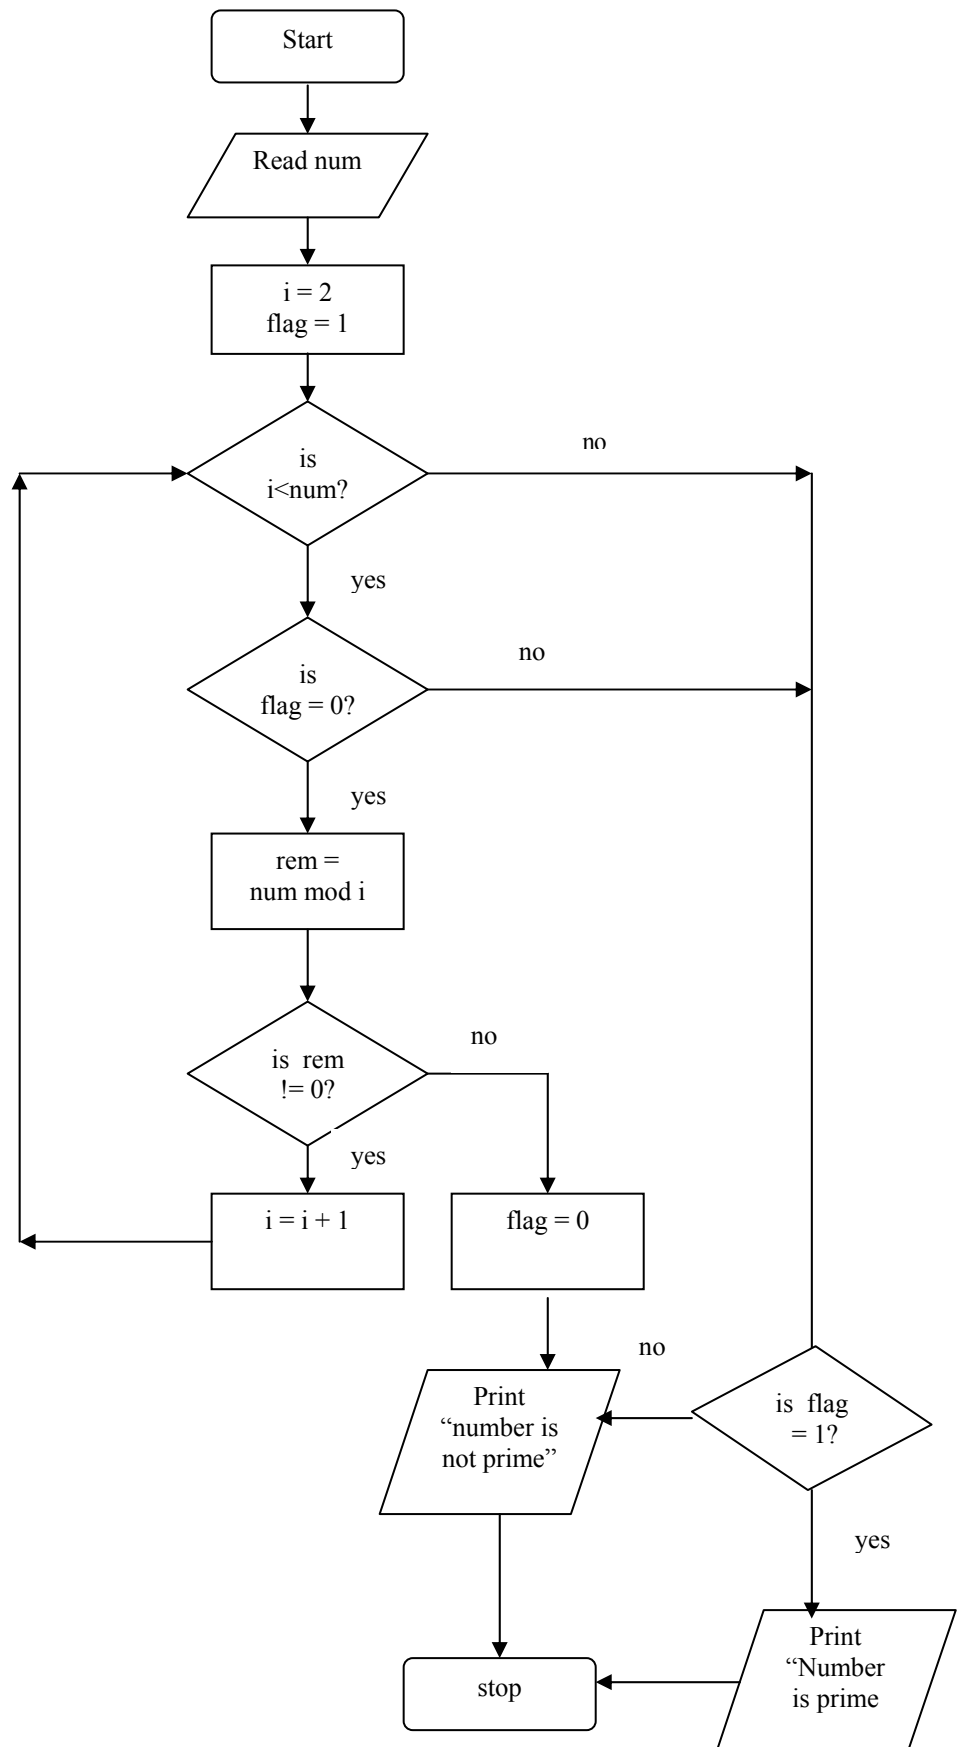 Start
Read num
i = 2
flag = 1
is
i<num?
no
yes
is
flag = 0?
no
yes
rem =
num mod i
is rem
!= 0?
no
yes
i = i + 1
flag = 0
Print
“number is
not prime”
no
is flag
= 1?
yes
Print
“Number
is prime
stop